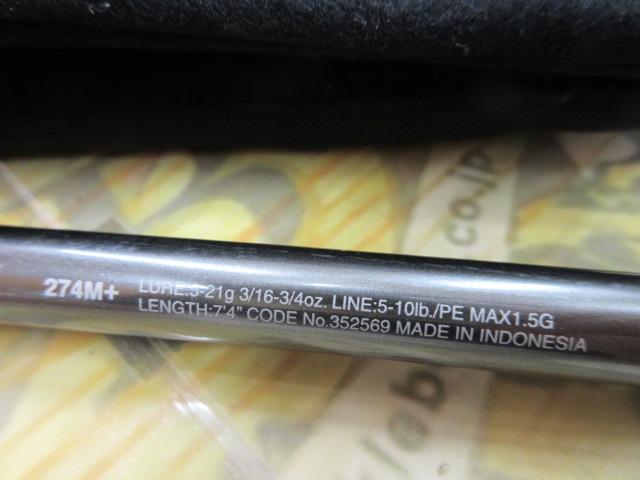 co.jp
274M+ LURE:5-21g 3/16-3/4oz. LINE:5-10lb./PE MAX1.5G
LENGTH:7'4" CODE No.352569 MADE IN INDONESIA